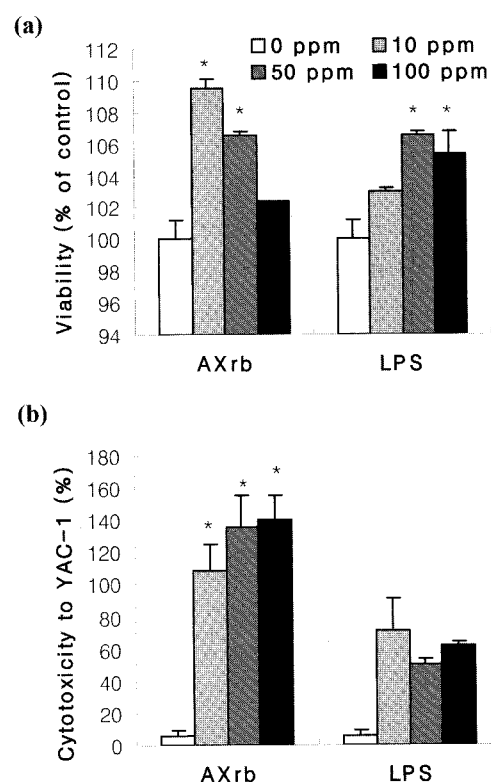 (a)
0 ppm 10 ppm
50 ppm 100 ppm
Viability (% of control)
112
110
108
106
104
102
100
98
96
94
* * * *
AXrb LPS
(b)
Cytotoxicity to YAC-1 (%)
180
160
140
120
100
80
60
40
20
0
* * *
AXrb LPS